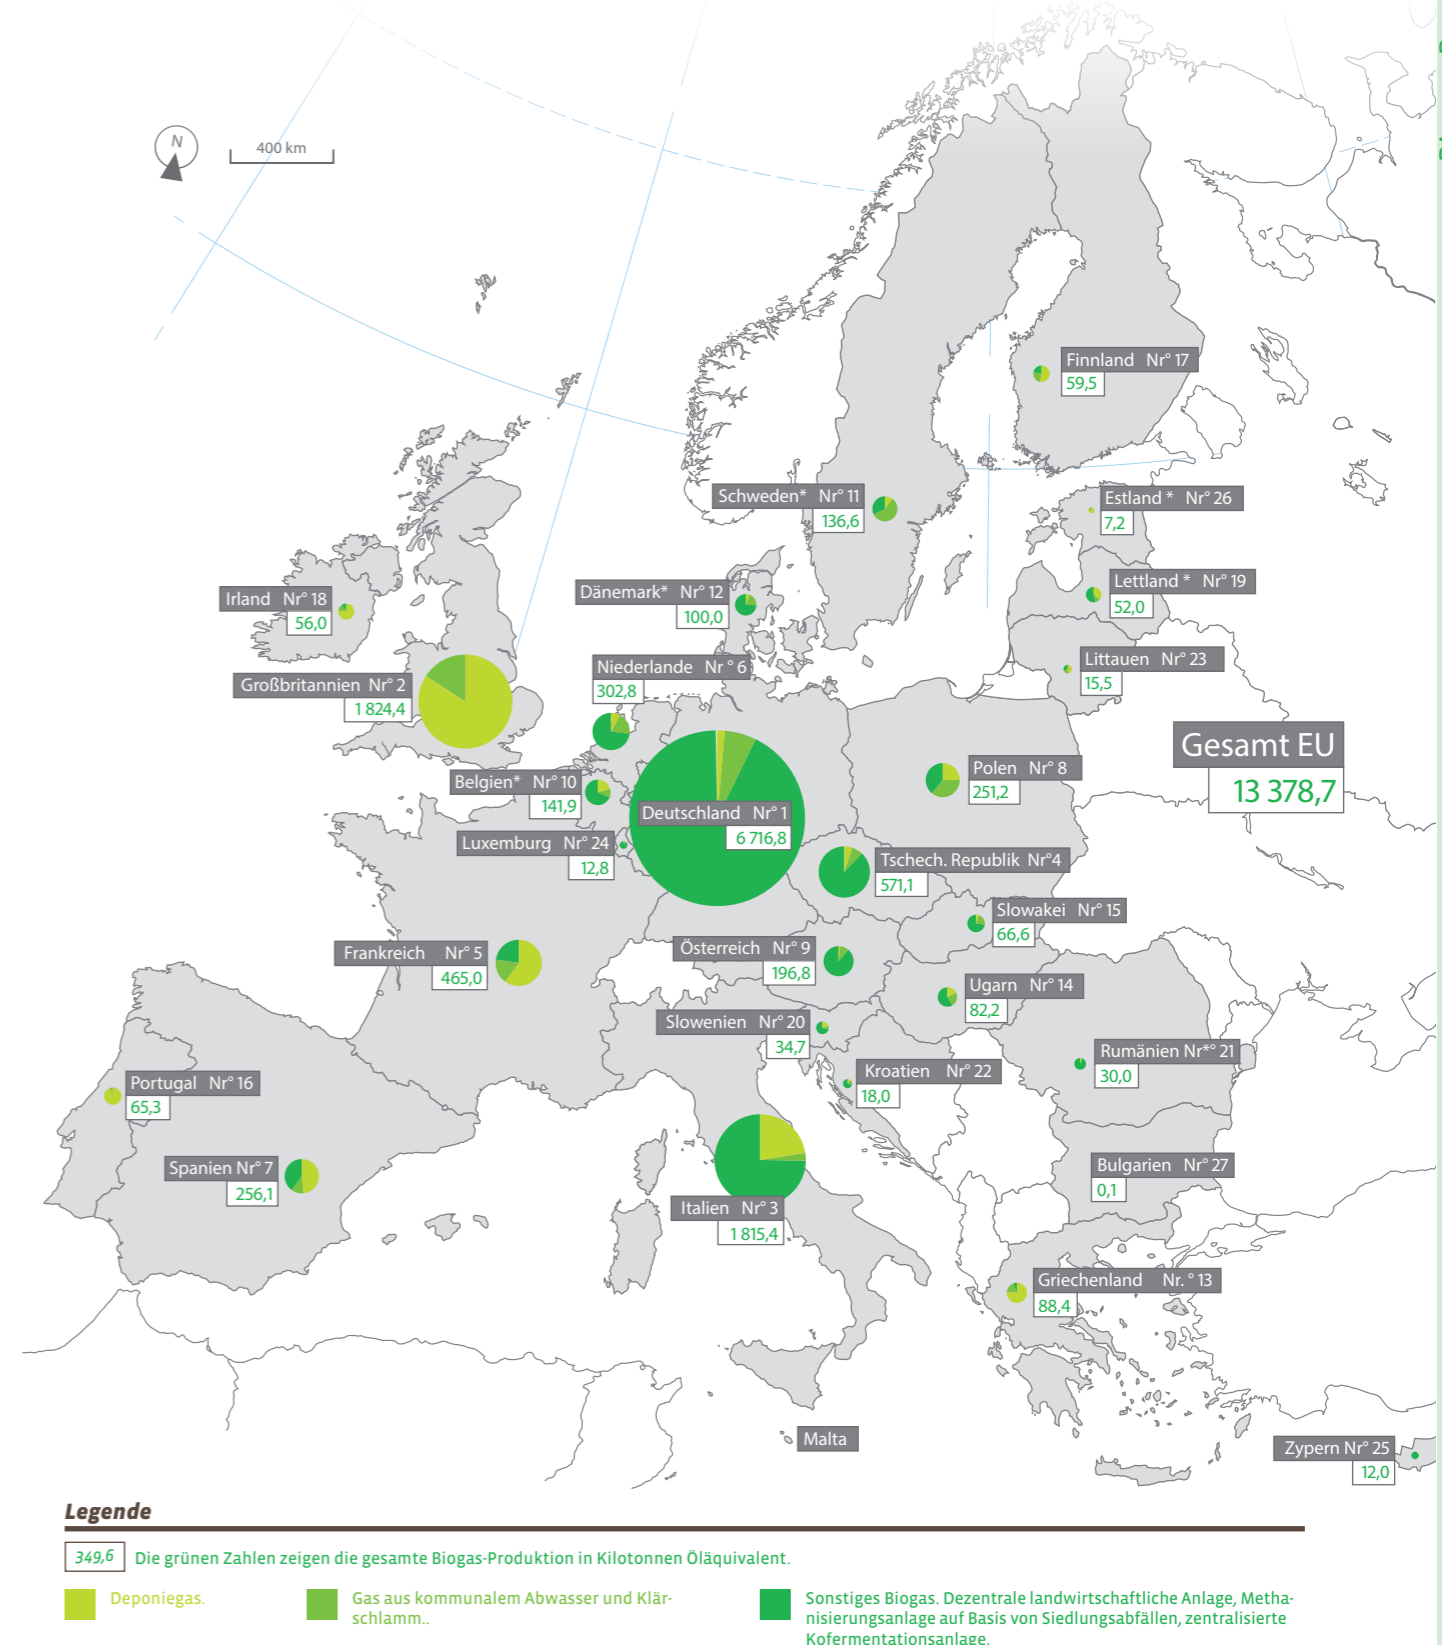 N
400 km
Finnland Nr° 17
59,5
Schweden* Nr° 11
136,6
Estland * Nr° 26
7,2
Lettland * Nr° 19
52,0
Irland Nr° 18
56,0
Dänemark* Nr° 12
100,0
Littauen Nr° 23
15,5
Niederlande Nr ° 6
302,8
Großbritannien Nr° 2
1 824,4
Gesamt EU
13 378,7
Polen Nr° 8
251,2
Belgien* Nr° 10
141,9
Deutschland Nr° 1
6 716,8
Luxemburg Nr° 24
12,8
Tschech. Republik Nr°4
571,1
Slowakei Nr° 15
66,6
Frankreich Nr° 5
465,0
Österreich Nr° 9
196,8
Ugarn Nr° 14
82,2
Slowenien Nr° 20
34,7
Rumänien Nr*° 21
30,0
Kroatien Nr° 22
18,0
Portugal Nr° 16
65,3
Spanien Nr° 7
256,1
Bulgarien Nr° 27
0,1
Italien Nr° 3
1 815,4
Griechenland Nr. ° 13
88,4
Malta
Zypern Nr° 25
12,0
Legende
349,6 Die grünen Zahlen zeigen die gesamte Biogas-Produktion in Kilotonnen Öläquivalent.
Deponiegas.
Gas aus kommunalem Abwasser und Klär-
schlamm..
Sonstiges Biogas. Dezentrale landwirtschaftliche Anlage, Metha-
nisierungsanlage auf Basis von Siedlungsabfällen, zentralisierte
Kofermentationsanlage.